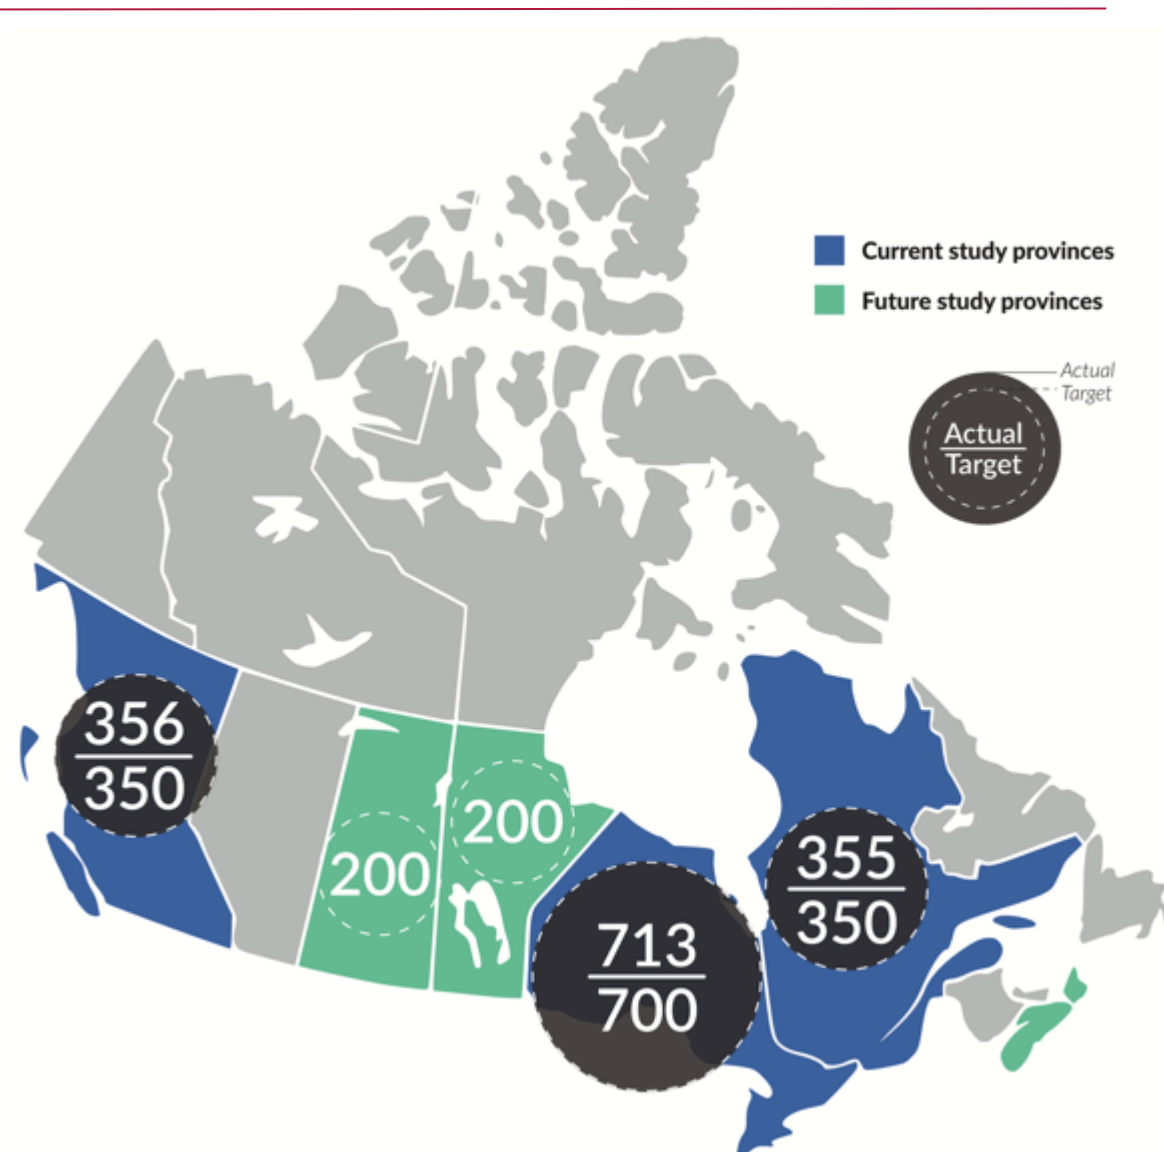 Current study provinces
Future study provinces
Actual
Target
Actual
Target
356
350
200
200
713
700
355
350